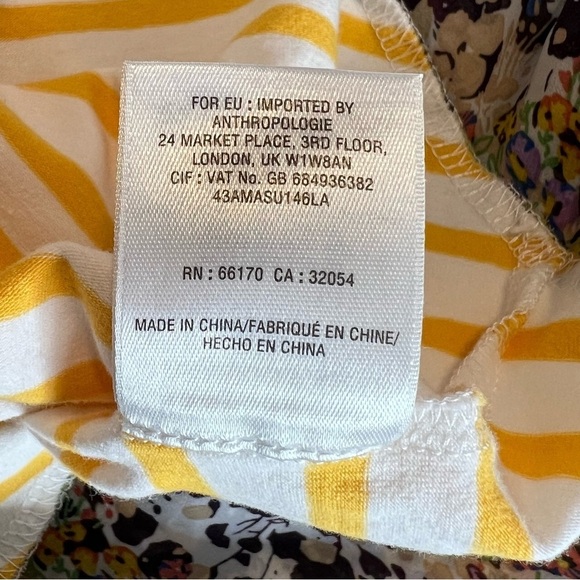 FOR EU : IMPORTED BY
ANTHROPOLOGIE
24 MARKET PLACE, 3RD FLOOR,
LONDON, UK W1W8AN
CIF : VAT No. GB 684936382
43AMASU146LA
RN : 66170 CA : 32054
MADE IN CHINA/FABRIQUÉ EN CHINE/
HECHO EN CHINA